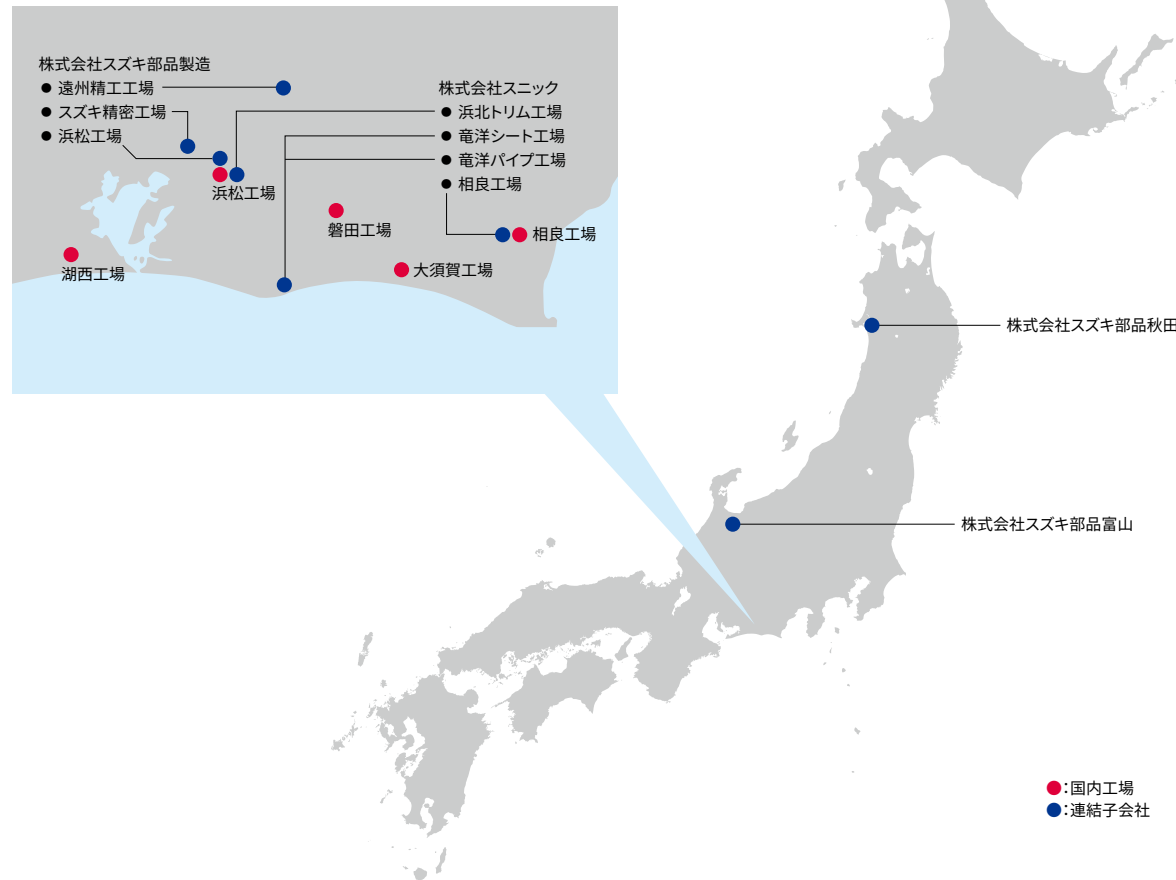 株式会社スズキ部品製造
● 遠州精工工場
● スズキ精密工場
● 浜松工場
株式会社スニック
● 浜北トリム工場
● 竜洋シート工場
● 竜洋パイプ工場
● 相良工場
浜松工場
磐田工場
相良工場
湖西工場
大須賀工場
株式会社スズキ部品秋田
株式会社スズキ部品富山
●:国内工場
●:連結子会社